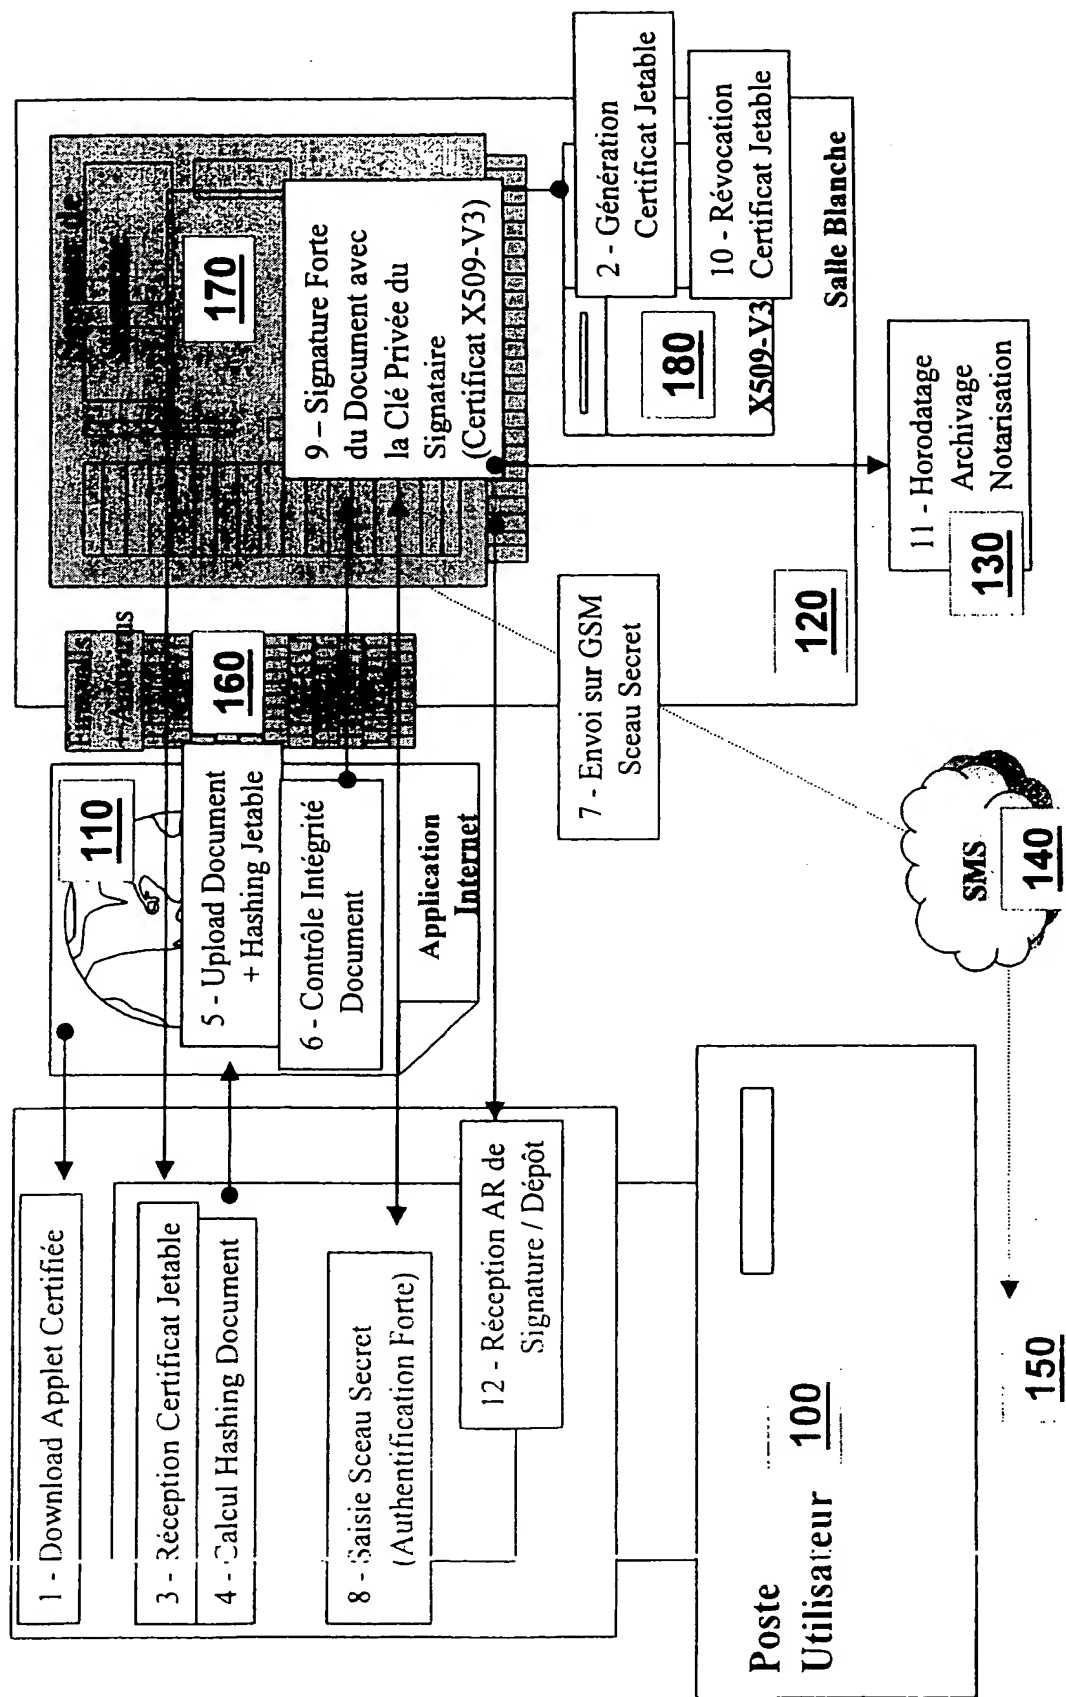 1 - Download Applet Certifiée
3 - Réception Certificat Jetable
4 - Calcul Hashing Document
8 - Saisie Sceau Secret
(Authentification Forte)
12 - Réception AR de
Signature / Dépôt
Poste
Utilisateur
100
110
5 - Upload Document
+ Hashing Jetable
6 - Contrôle Intégrité
Document
Application
Internet
160
7 - Envoi sur GSM
Sceau Secret
SMS
140
150
de
170
9 – Signature Forte
du Document avec
la Clé Privée du
Signataire
(Certificat X509-V3)
2 - Génération
Certificat Jetable
10 - Révocation
Certificat Jetable
180
X509-V3
Salle Blanche
120
11 - Horodatage
Archivage
Notarisation
130